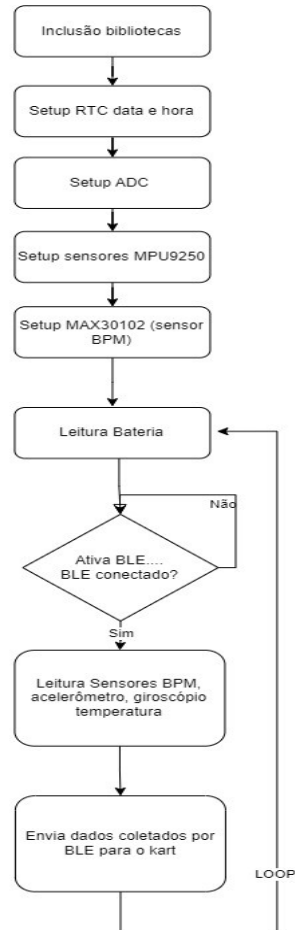 Inclusão bibliotecas
Setup RTC data e hora
Setup ADC
Setup sensores MPU9250
Setup MAX30102 (sensor
BPM)
Leitura Bateria
Não
Ativa BLE....
BLE conectado?
Sim
Leitura Sensores BPM,
acelerômetro, giroscópio
temperatura
Envia dados coletados por
BLE para o kart
LOOP